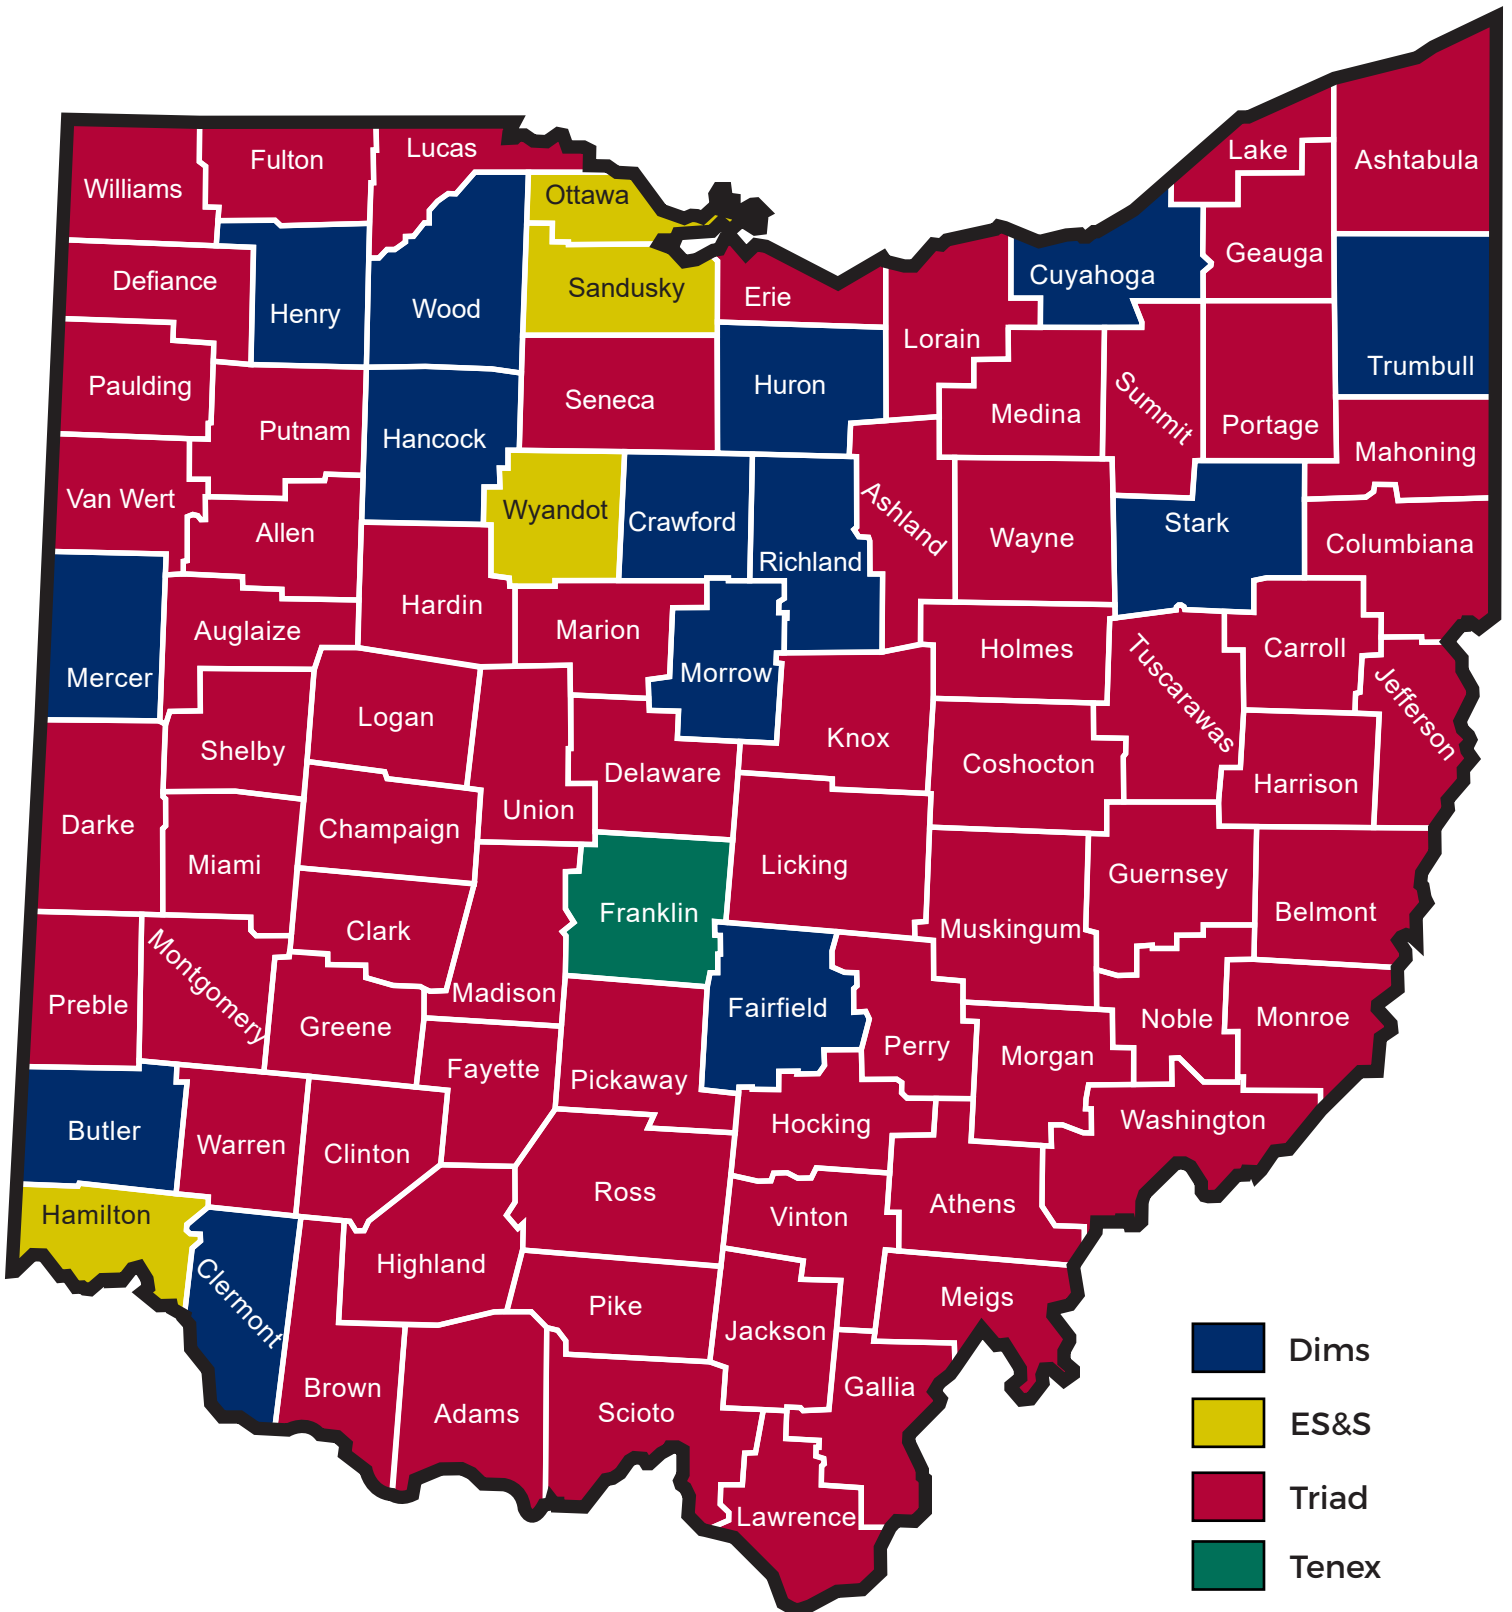 Lucas
Fulton
Williams
Lake
Ashtabula
Ottawa
Geauga
Cuyahoga
Defiance
Sandusky
Erie
Henry
Wood
Lorain
Trumbull
Paulding
Huron
Seneca
Summit
Medina
Portage
Putnam
Hancock
Mahoning
Van Wert
Wyandot
Crawford
Ashland
Stark
Allen
Wayne
Columbiana
Richland
Hardin
Auglaize
Marion
Holmes
Carroll
Mercer
Morrow
Tuscarawas
Jefferson
Logan
Shelby
Knox
Delaware
Coshocton
Harrison
Union
Darke
Champaign
Miami
Licking
Guernsey
Franklin
Belmont
Clark
Muskingum
Montgomery
Madison
Preble
Fairfield
Greene
Noble
Monroe
Perry
Morgan
Fayette
Pickaway
Hocking
Washington
Butler
Warren
Clinton
Ross
Athens
Hamilton
Vinton
Highland
Clermont
Meigs
Pike
Jackson
Brown
Gallia
Adams
Scioto
Lawrence
Dims
ES&S
Triad
Tenex